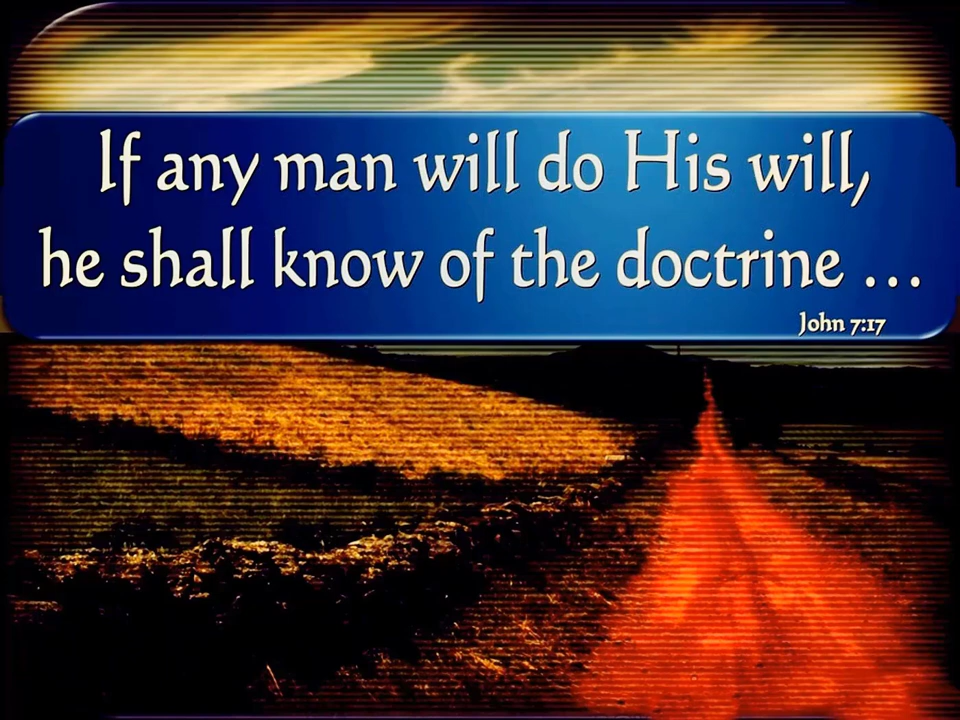 If any man will do His will,
he shall know of the doctrine ...
John 7:17